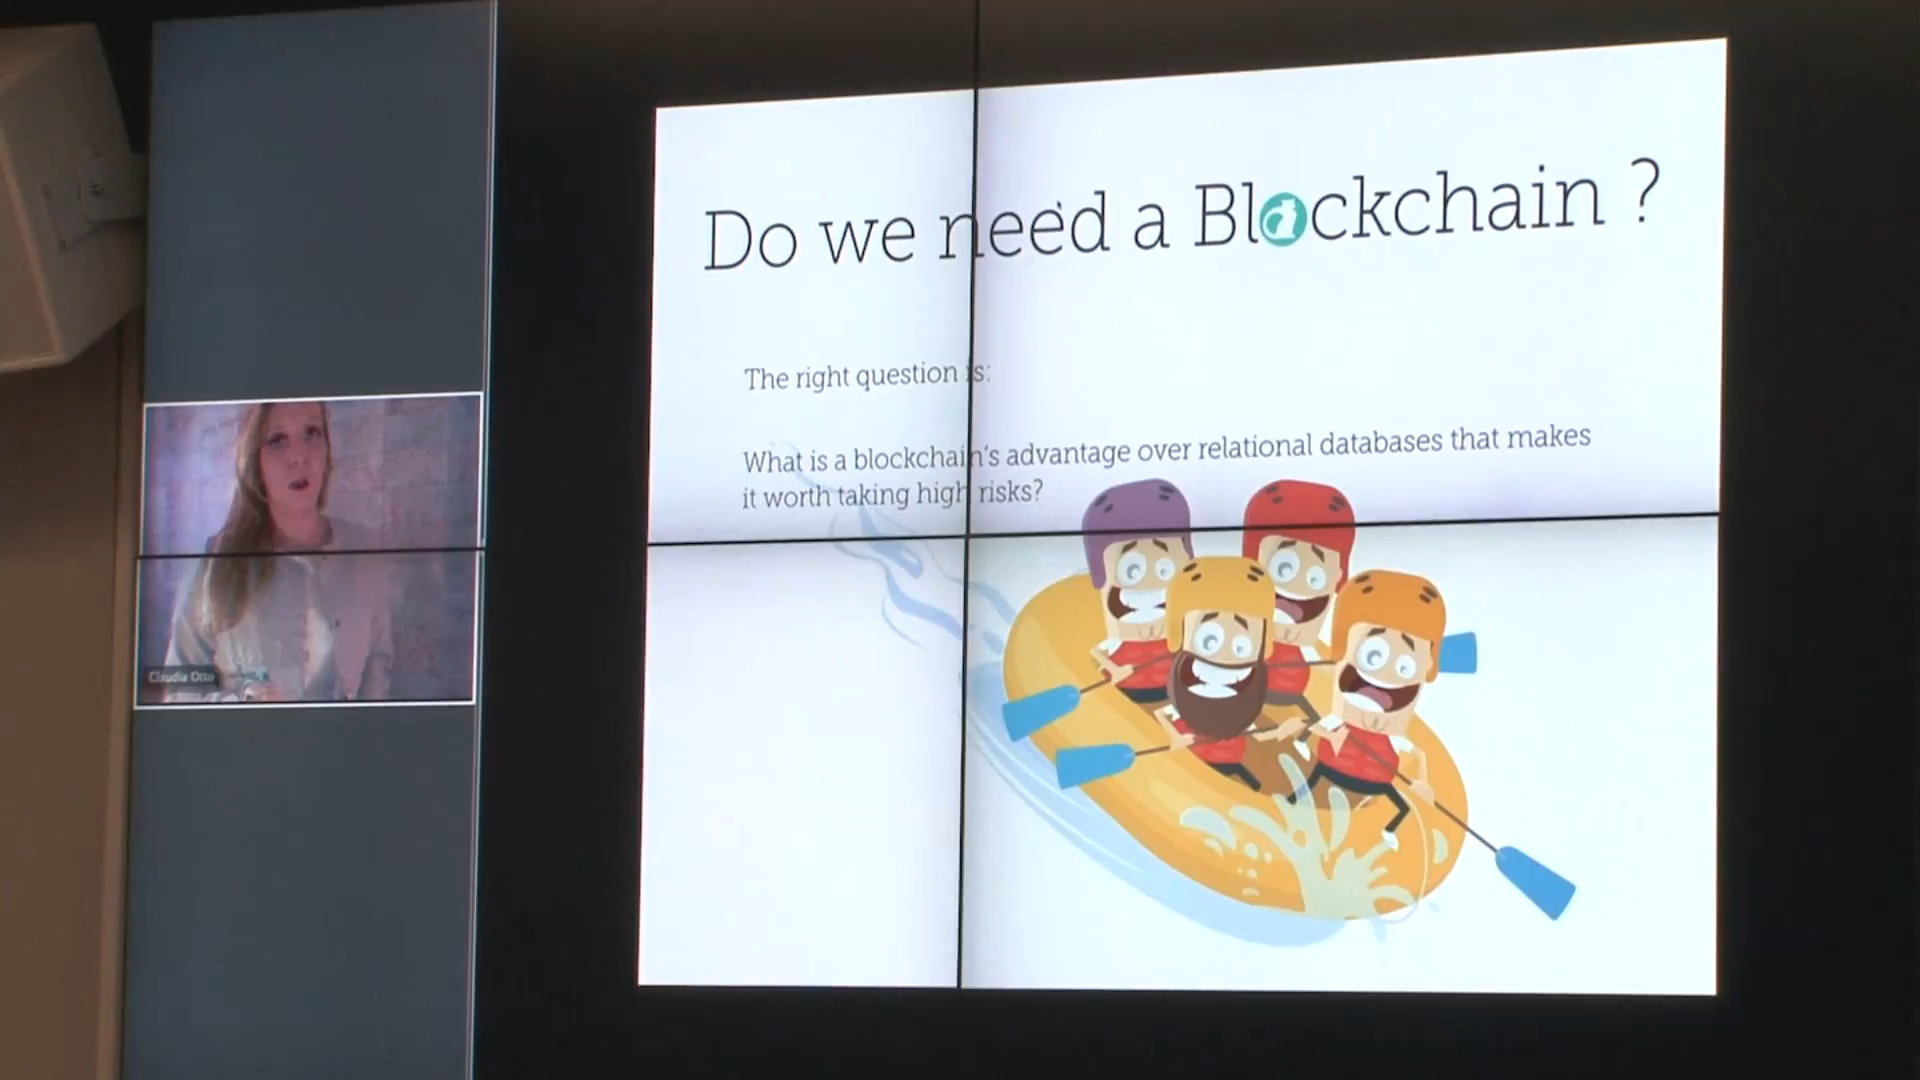 Do we need a Blockchain ?
The right question is:
What is a blockchain's advantage over relational databases that makes
it worth taking high risks?
Claudia Otto